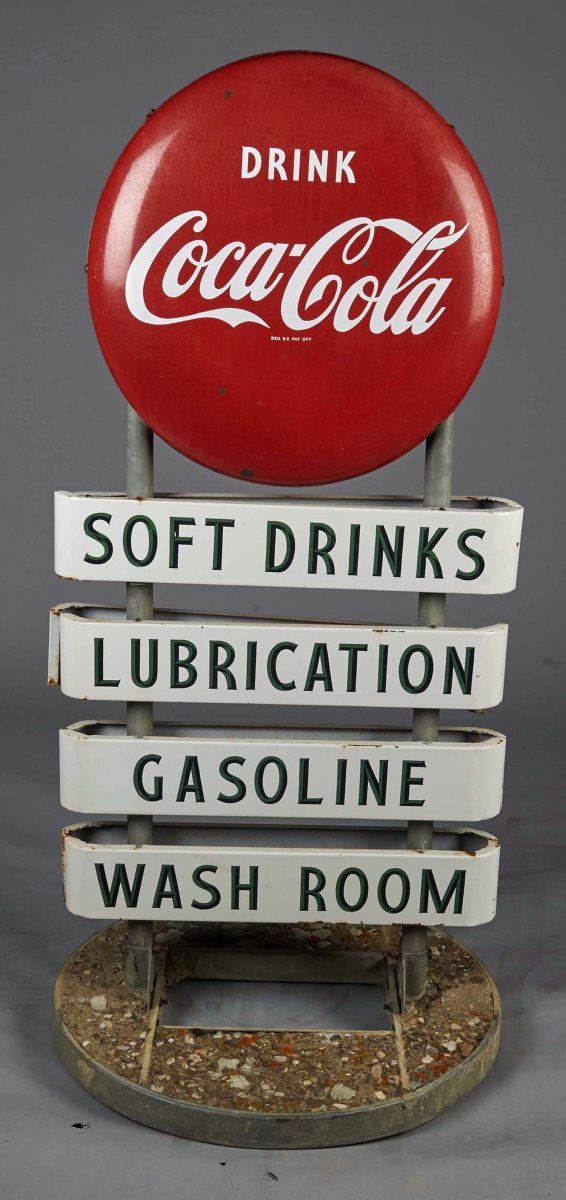 DRINK
Coca-Cola
REG. U.S. PAT. OFF.
SOFT DRINKS
LUBRICATION
GASOLINE
WASH ROOM